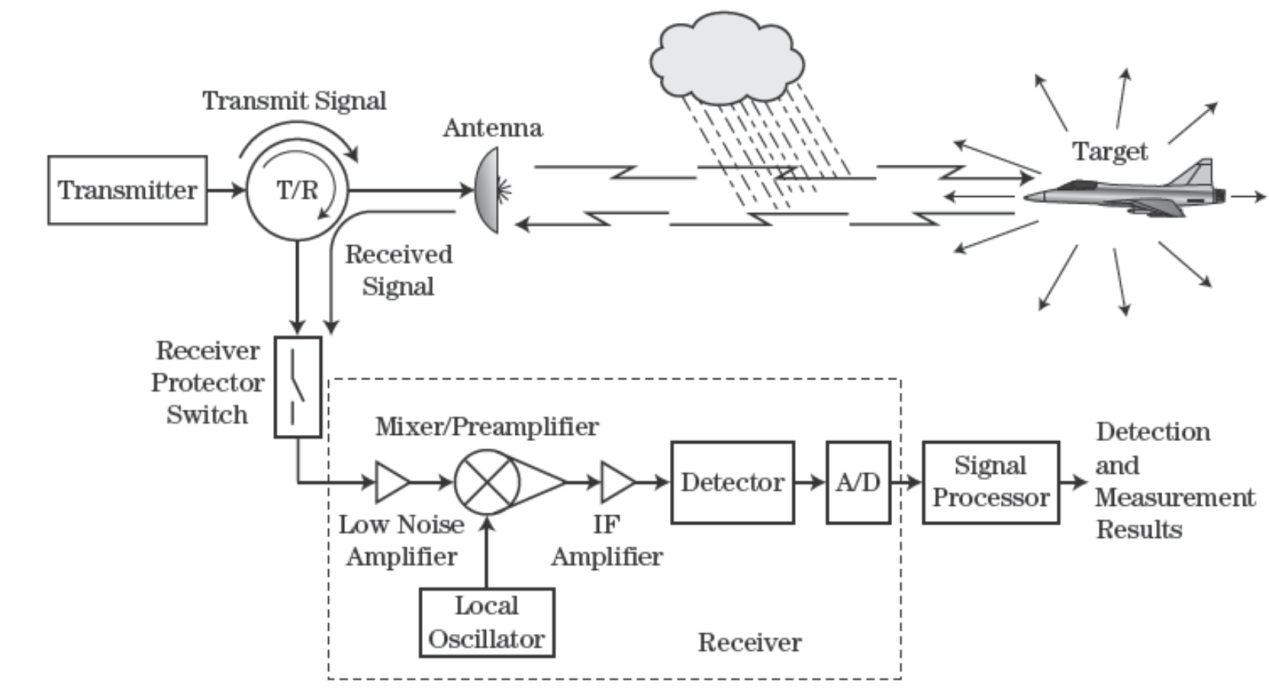 Transmit Signal
Antenna
Target
Transmitter
T/R
Received
Signal
Receiver
Protector
Switch
Mixer/Preamplifier
Detection
and
Measurement
Results
Signal
Processor
Detector
A/D
Low Noise
Amplifier
IF
Amplifier
Local
Oscillator
Receiver